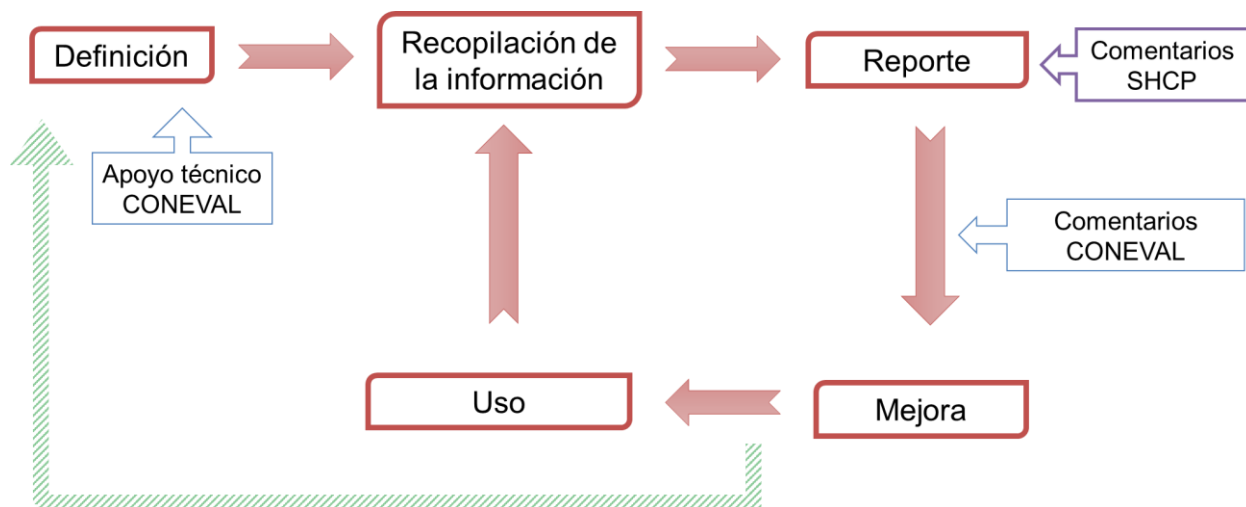 Definición
Recopilación de
la información
Reporte
Comentarios
SHCP
Apoyo técnico
CONEVAL
Comentarios
CONEVAL
Uso
Mejora